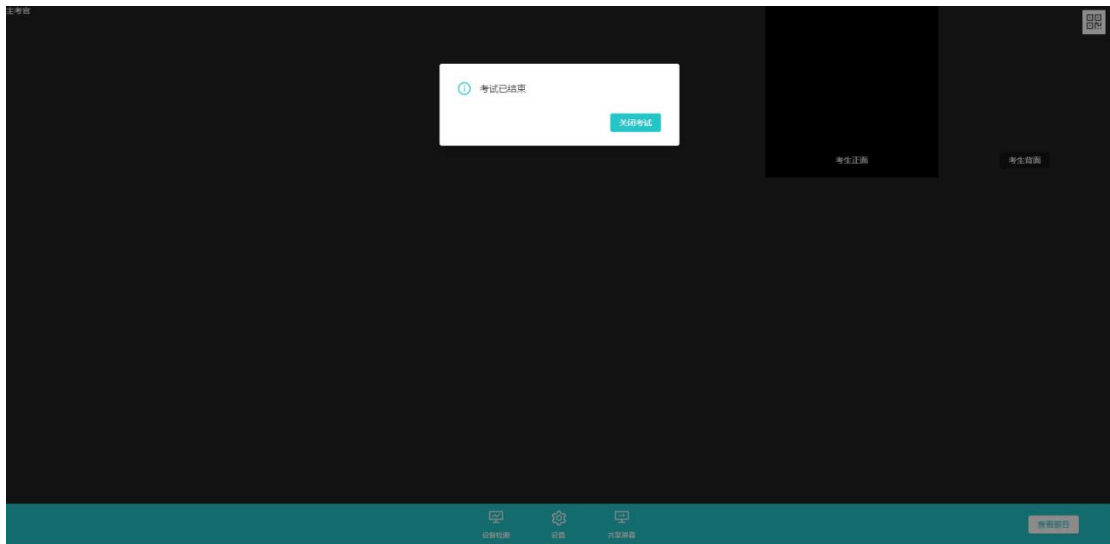 主考官
考试已结束
关闭考试
考生正面
考生背面
设备检测
设置
共享屏幕
查看题目